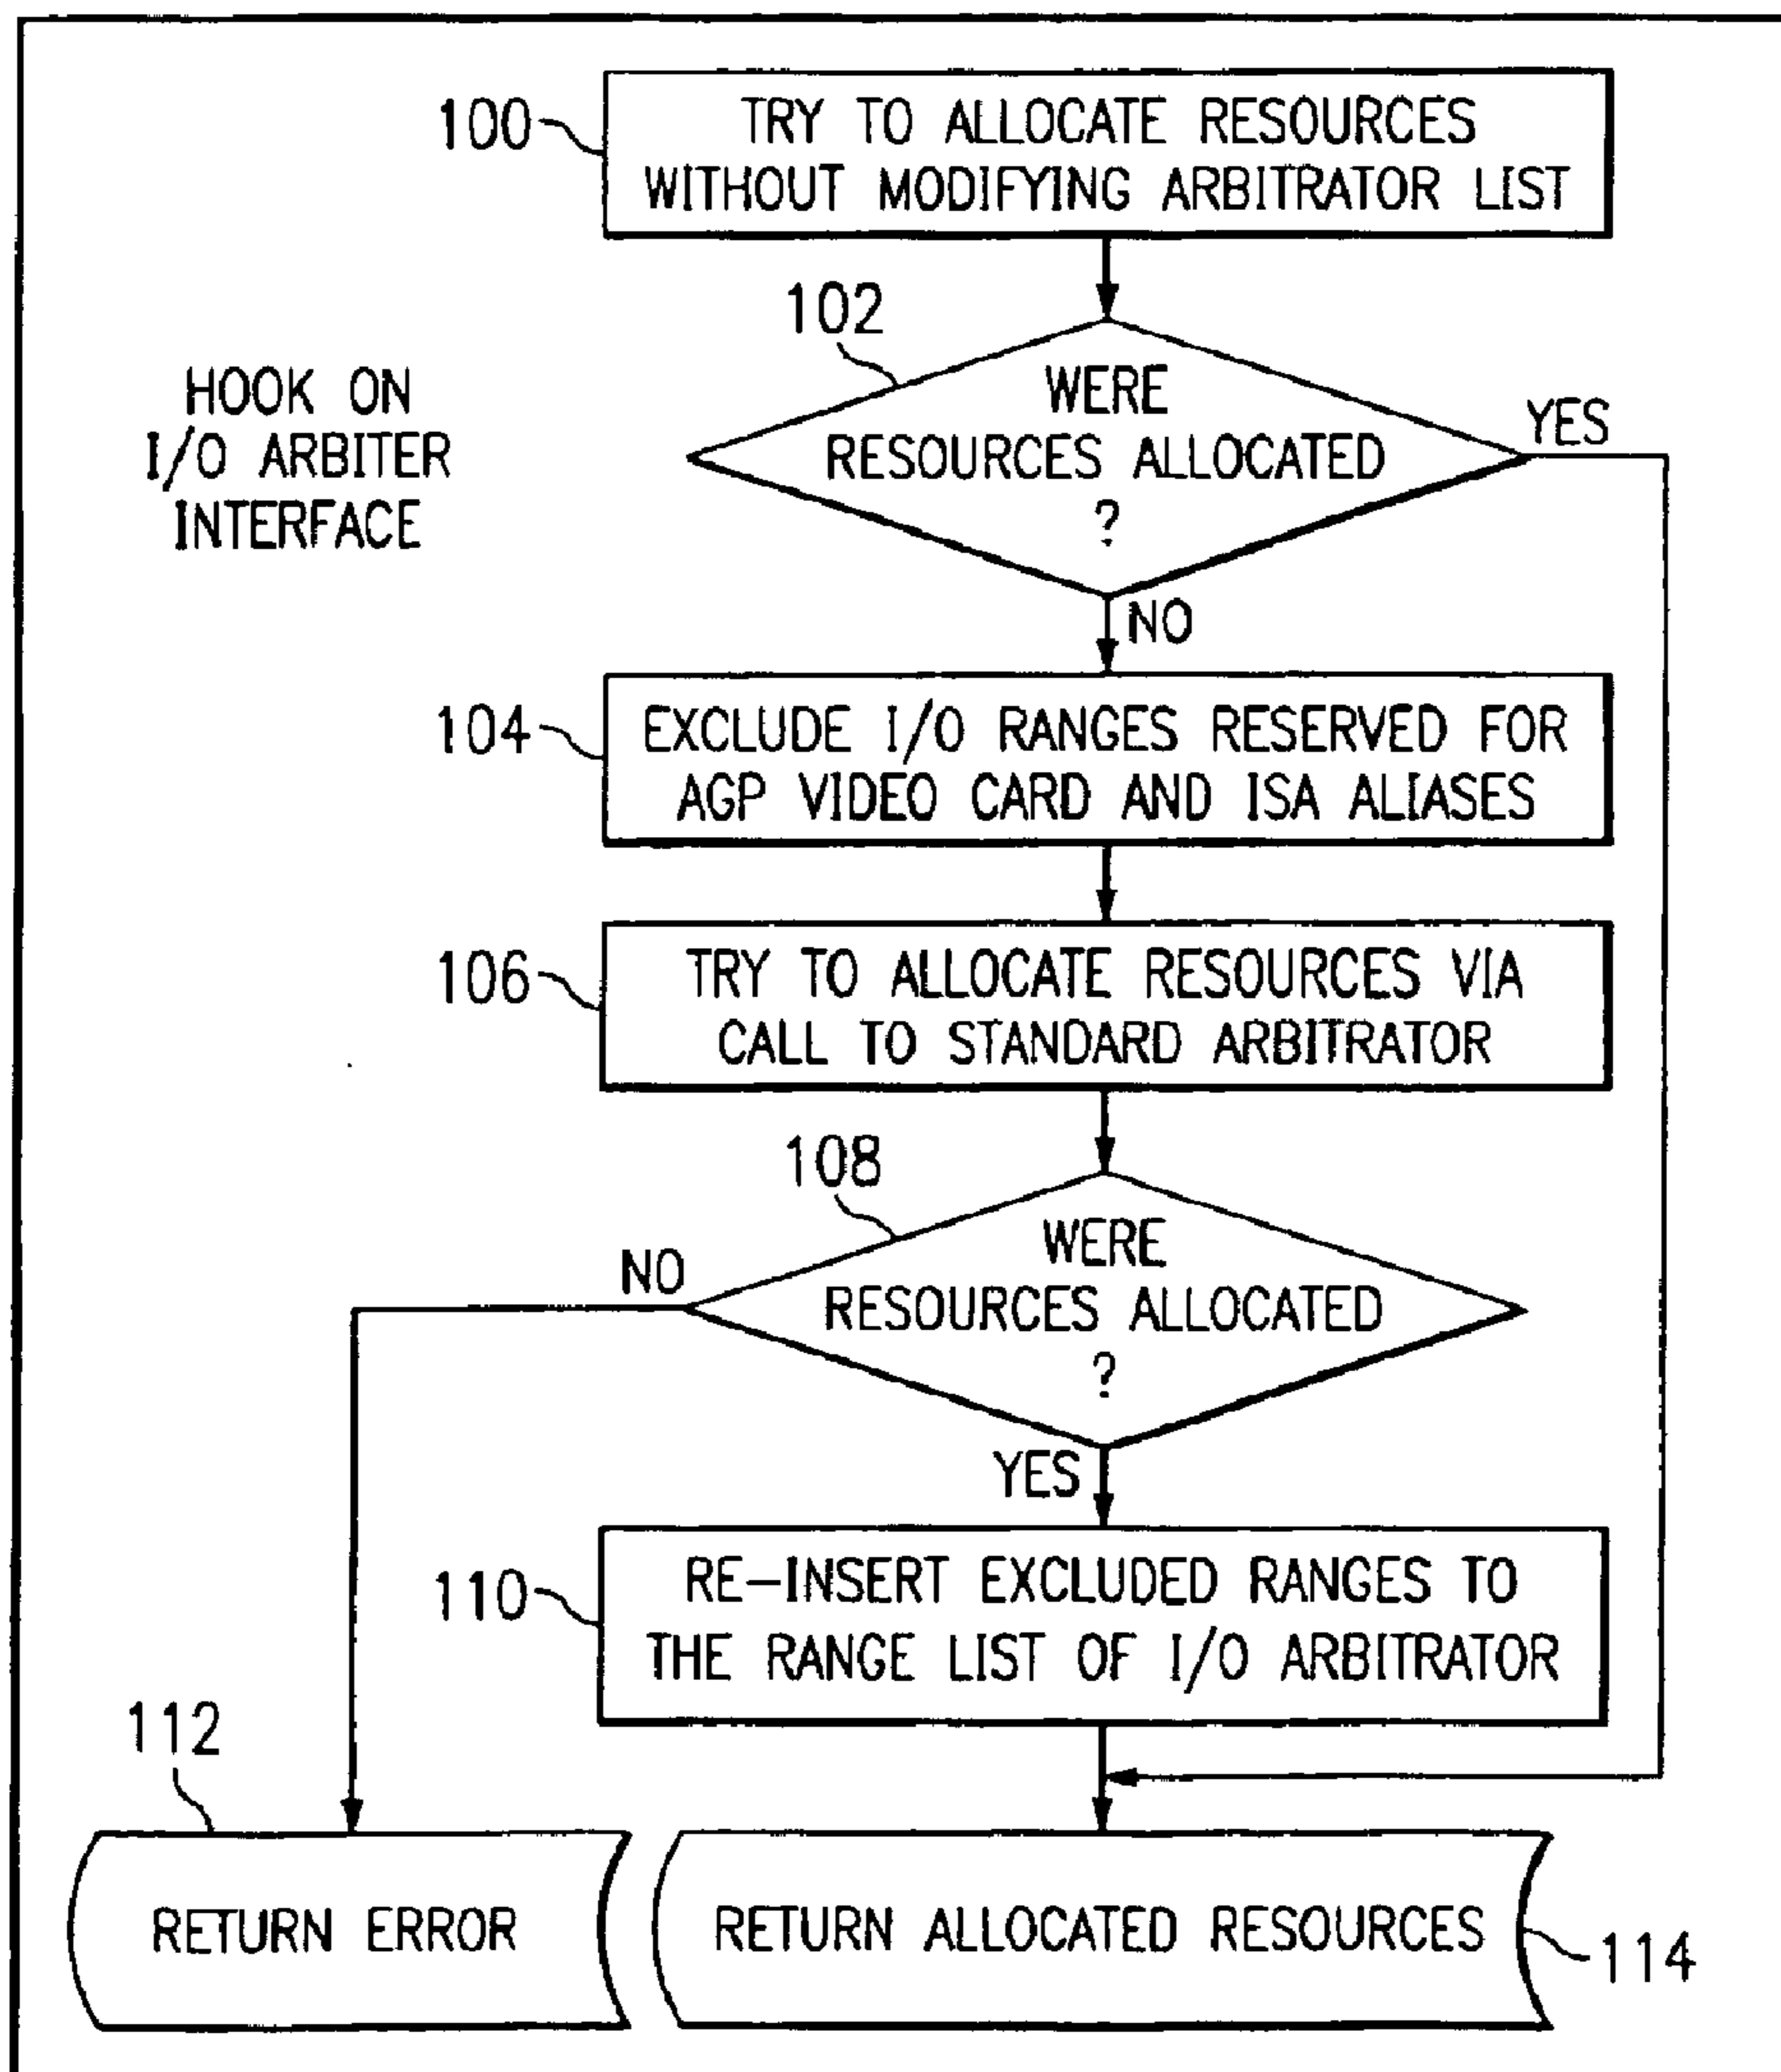 100
TRY TO ALLOCATE RESOURCES
WITHOUT MODIFYING ARBITRATOR LIST
102
HOOK ON
I/O ARBITER
INTERFACE
WERE
RESOURCES ALLOCATED
?
YES
NO
104
EXCLUDE I/O RANGES RESERVED FOR
AGP VIDEO CARD AND ISA ALIASES
106
TRY TO ALLOCATE RESOURCES VIA
CALL TO STANDARD ARBITRATOR
108
WERE
RESOURCES ALLOCATED
?
NO
YES
110
RE-INSERT EXCLUDED RANGES TO
THE RANGE LIST OF I/O ARBITRATOR
112
RETURN ERROR
RETURN ALLOCATED RESOURCES
114